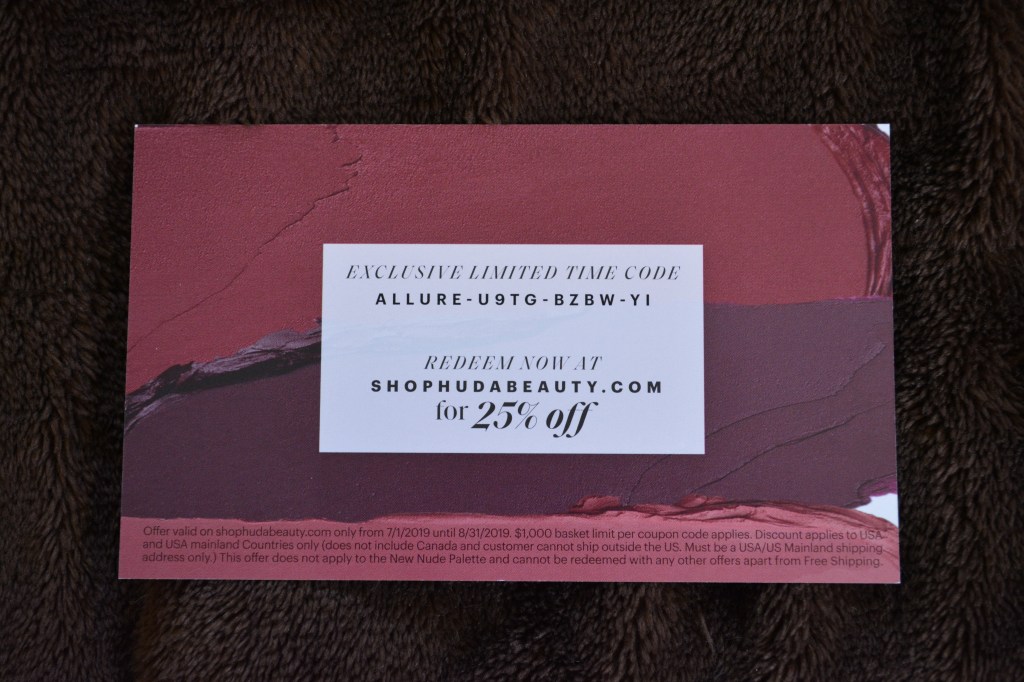 EXCLUSIVE LIMITED TIME CODE
ALLURE-U9TG-BZBW-YI
REDEEM NOW AT
SHOPHUDABEAUTY.COM
for 25% off
Offer valid on shophudabeauty.com only from 7/1/2019 until 8/31/2019. $1,000 basket limit per coupon code applies. Discount applies to USA
and USA mainland Countries only (does not include Canada and customer cannot ship outside the US. Must be a USA/US Mainland shipping
address only.) This offer does not apply to the New Nude Palette and cannot be redeemed with any other offers apart from Free Shipping.